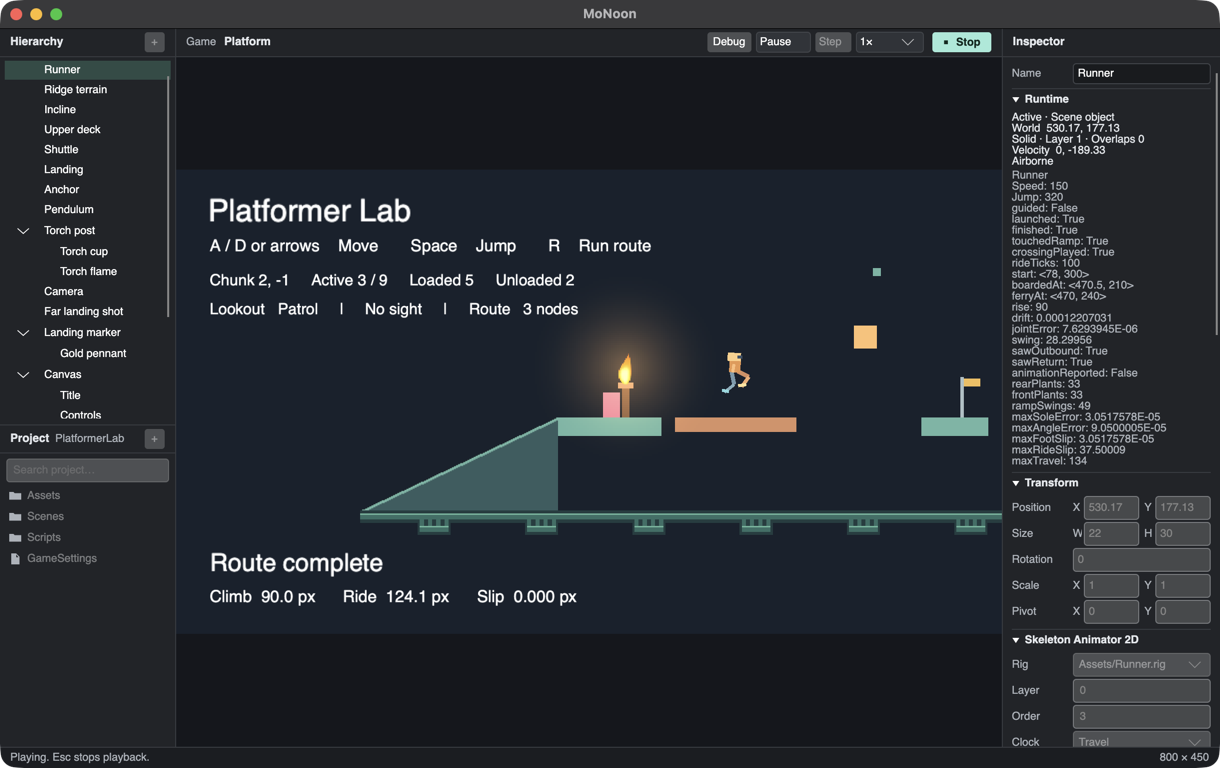 MoNoon
Hierarchy
+
Runner
Ridge terrain
Incline
Upper deck
Shuttle
Landing
Anchor
Pendulum
Torch post
Torch cup
Torch flame
Camera
Far landing shot
Landing marker
Gold pennant
Canvas
Title
Controls
Project PlatformerLab
+
Search project...
Assets
Scenes
Scripts
GameSettings
Game Platform
Debug Pause Step 1× Stop
Platformer Lab
A / D or arrows Move Space Jump R Run route
Chunk 2, -1 Active 3 / 9 Loaded 5 Unloaded 2
Lookout Patrol | No sight | Route 3 nodes
Route complete
Climb 90.0 px Ride 124.1 px Slip 0.000 px
Inspector
Name Runner
Runtime
Active · Scene object
World 530.17, 177.13
Solid · Layer 1 · Overlaps 0
Velocity 0, -189.33
Airborne
Runner
Speed: 150
Jump: 320
guided: False
launched: True
finished: True
touchedRamp: True
crossingPlayed: True
rideTicks: 100
start: <78, 300>
boardedAt: <470.5, 210>
ferryAt: <470, 240>
rise: 90
drift: 0.00012207031
jointError: 7.6293945E-06
swing: 28.29956
sawOutbound: True
sawReturn: True
animationReported: False
rearPlants: 33
frontPlants: 33
rampSwings: 49
maxSoleError: 3.0517578E-05
maxAngleError: 9.0500005E-05
maxFootSlip: 3.0517578E-05
maxRideSlip: 37.50009
maxTravel: 134
Transform
Position X 530.17 Y 177.13
Size W 22 H 30
Rotation 0
Scale X 1 Y 1
Pivot X 0 Y 0
Skeleton Animator 2D
Rig Assets/Runner.rig
Layer 0
Order 3
Clock Travel
Playing. Esc stops playback.
800 × 450